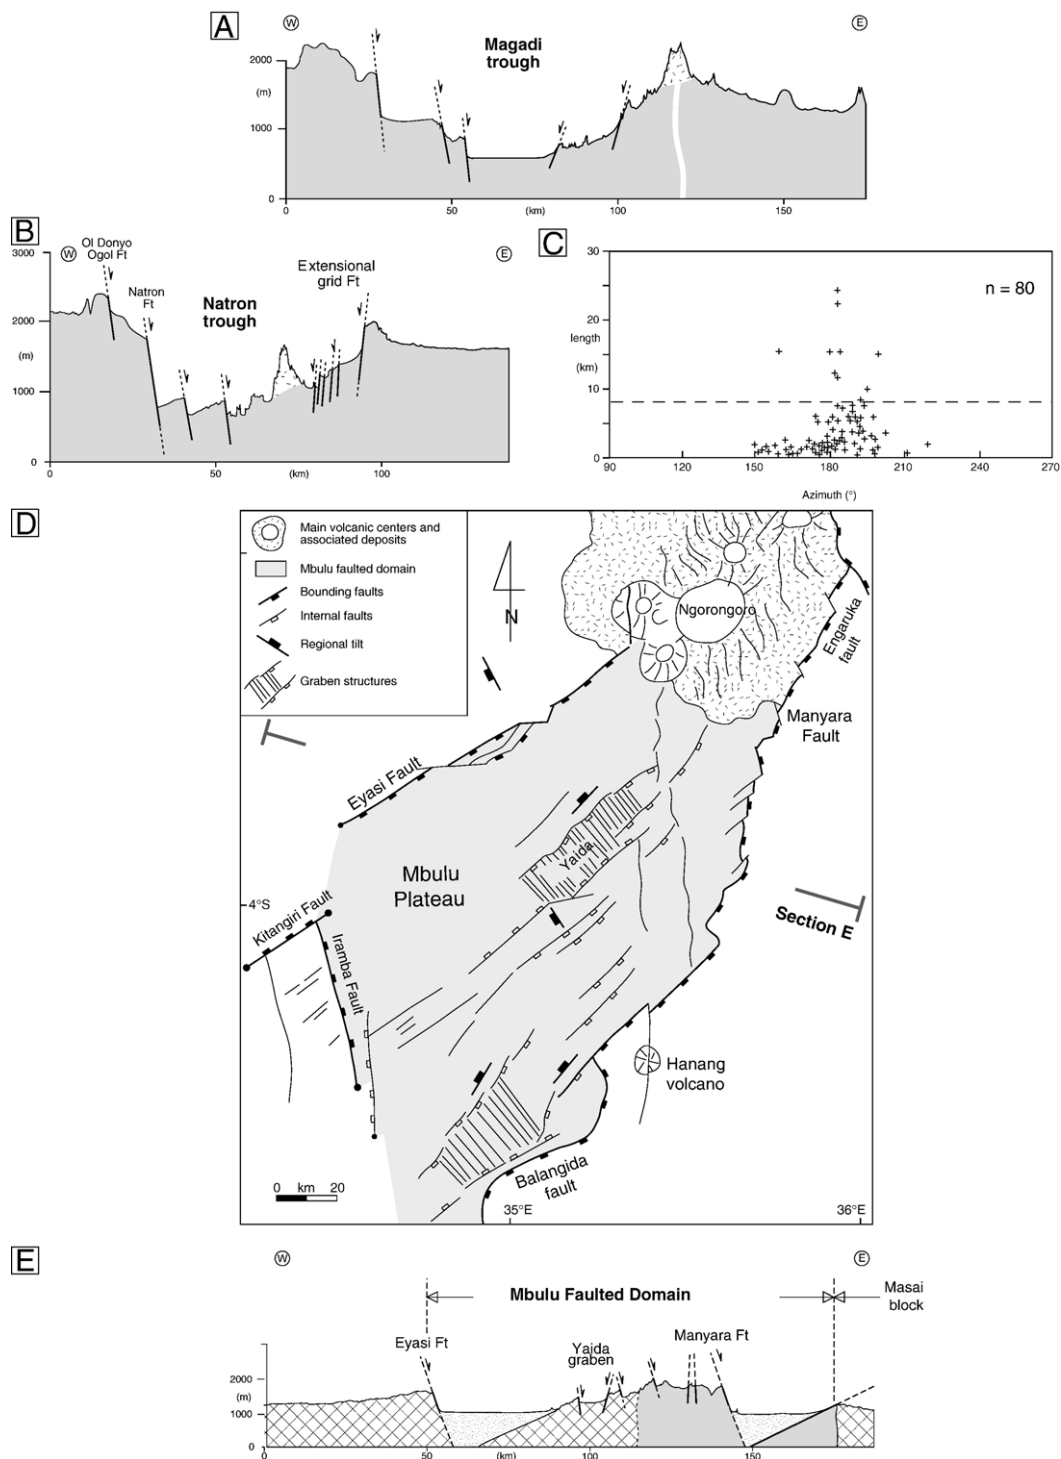 A
W
E
Magadi
trough
2000
(m)
1000
0
0
50
(km)
100
150
B
W
E
Ol Donyo
Ogol Ft
Natron
Ft
Natron
trough
Extensional
grid Ft
3000
2000
(m)
1000
0
0
50
(km)
100
C
30
20
length
(km)
10
0
n = 80
90
120
150
180
210
240
270
Azimuth (°)
D
Main volcanic centers and
associated deposits
Mbulu faulted domain
Bounding faults
Internal faults
Regional tilt
Graben structures
N
Ngorongoro
Engaruka
fault
Manyara
Fault
Eyasi Fault
Yaida
Mbulu
Plateau
4°S
Section E
Kitangiri Fault
Iramba Fault
Hanang
volcano
Balangida
fault
0 km 20
35°E
36°E
E
W
E
Mbulu Faulted Domain
Masai
block
Eyasi Ft
Yaida
graben
Manyara Ft
2000
(m)
1000
0
0
50
(km)
100
150